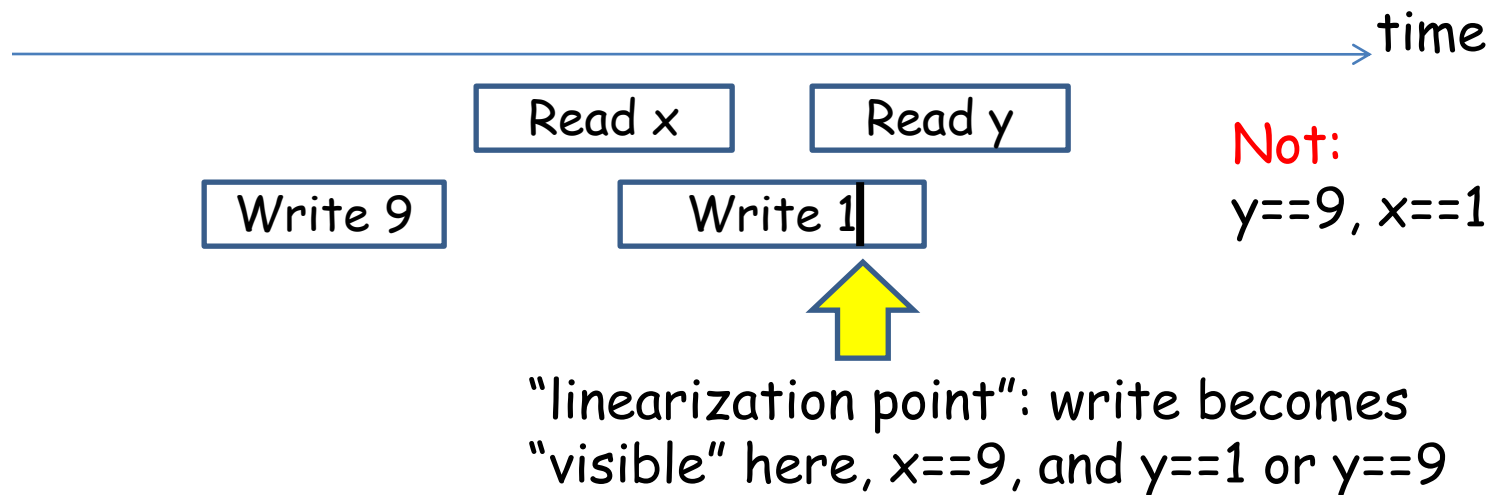 time
Read x
Read y
Not:
y==9, x==1
Write 9
Write 1
“linearization point”: write becomes
“visible” here, x==9, and y==1 or y==9